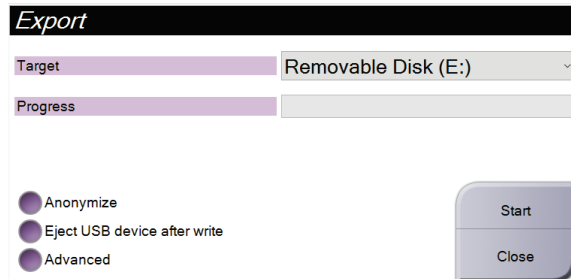 Export
Target
Removable Disk (E:)
Progress
Anonymize
Eject USB device after write
Advanced
Start
Close